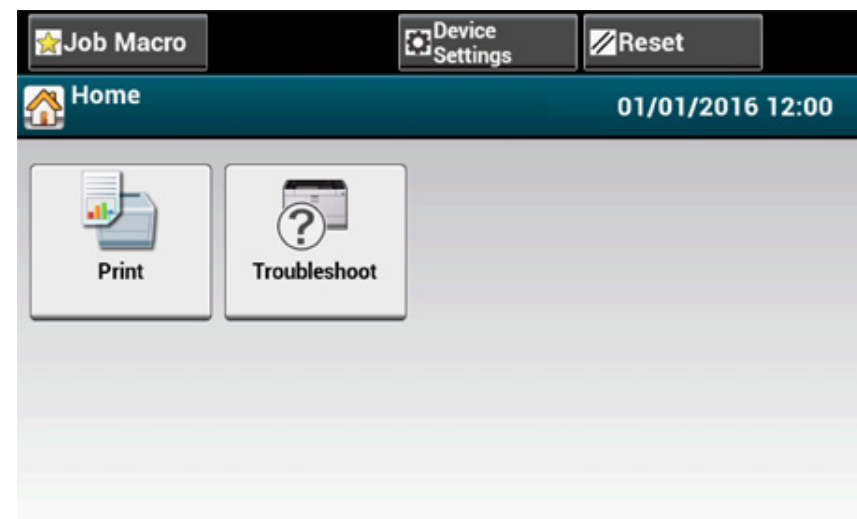 Job Macro
Device
Settings
Reset
Home
01/01/2016 12:00
Print
?
Troubleshoot